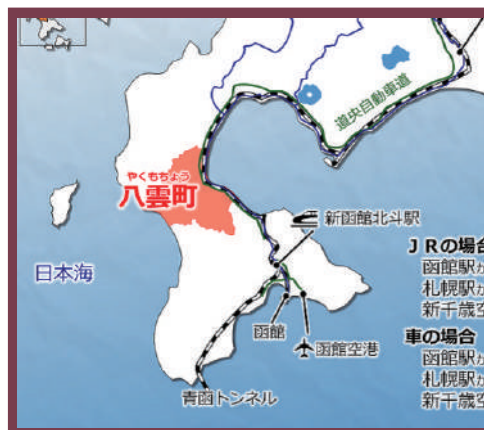 道央自動車道
やくもちょう
八雲町
新函館北斗駅
日本海
函館
函館空港
青函トンネル
JRの場合
函館駅か
札幌駅か
新千歳空
車の場合
函館駅か
札幌駅か
新千歳空